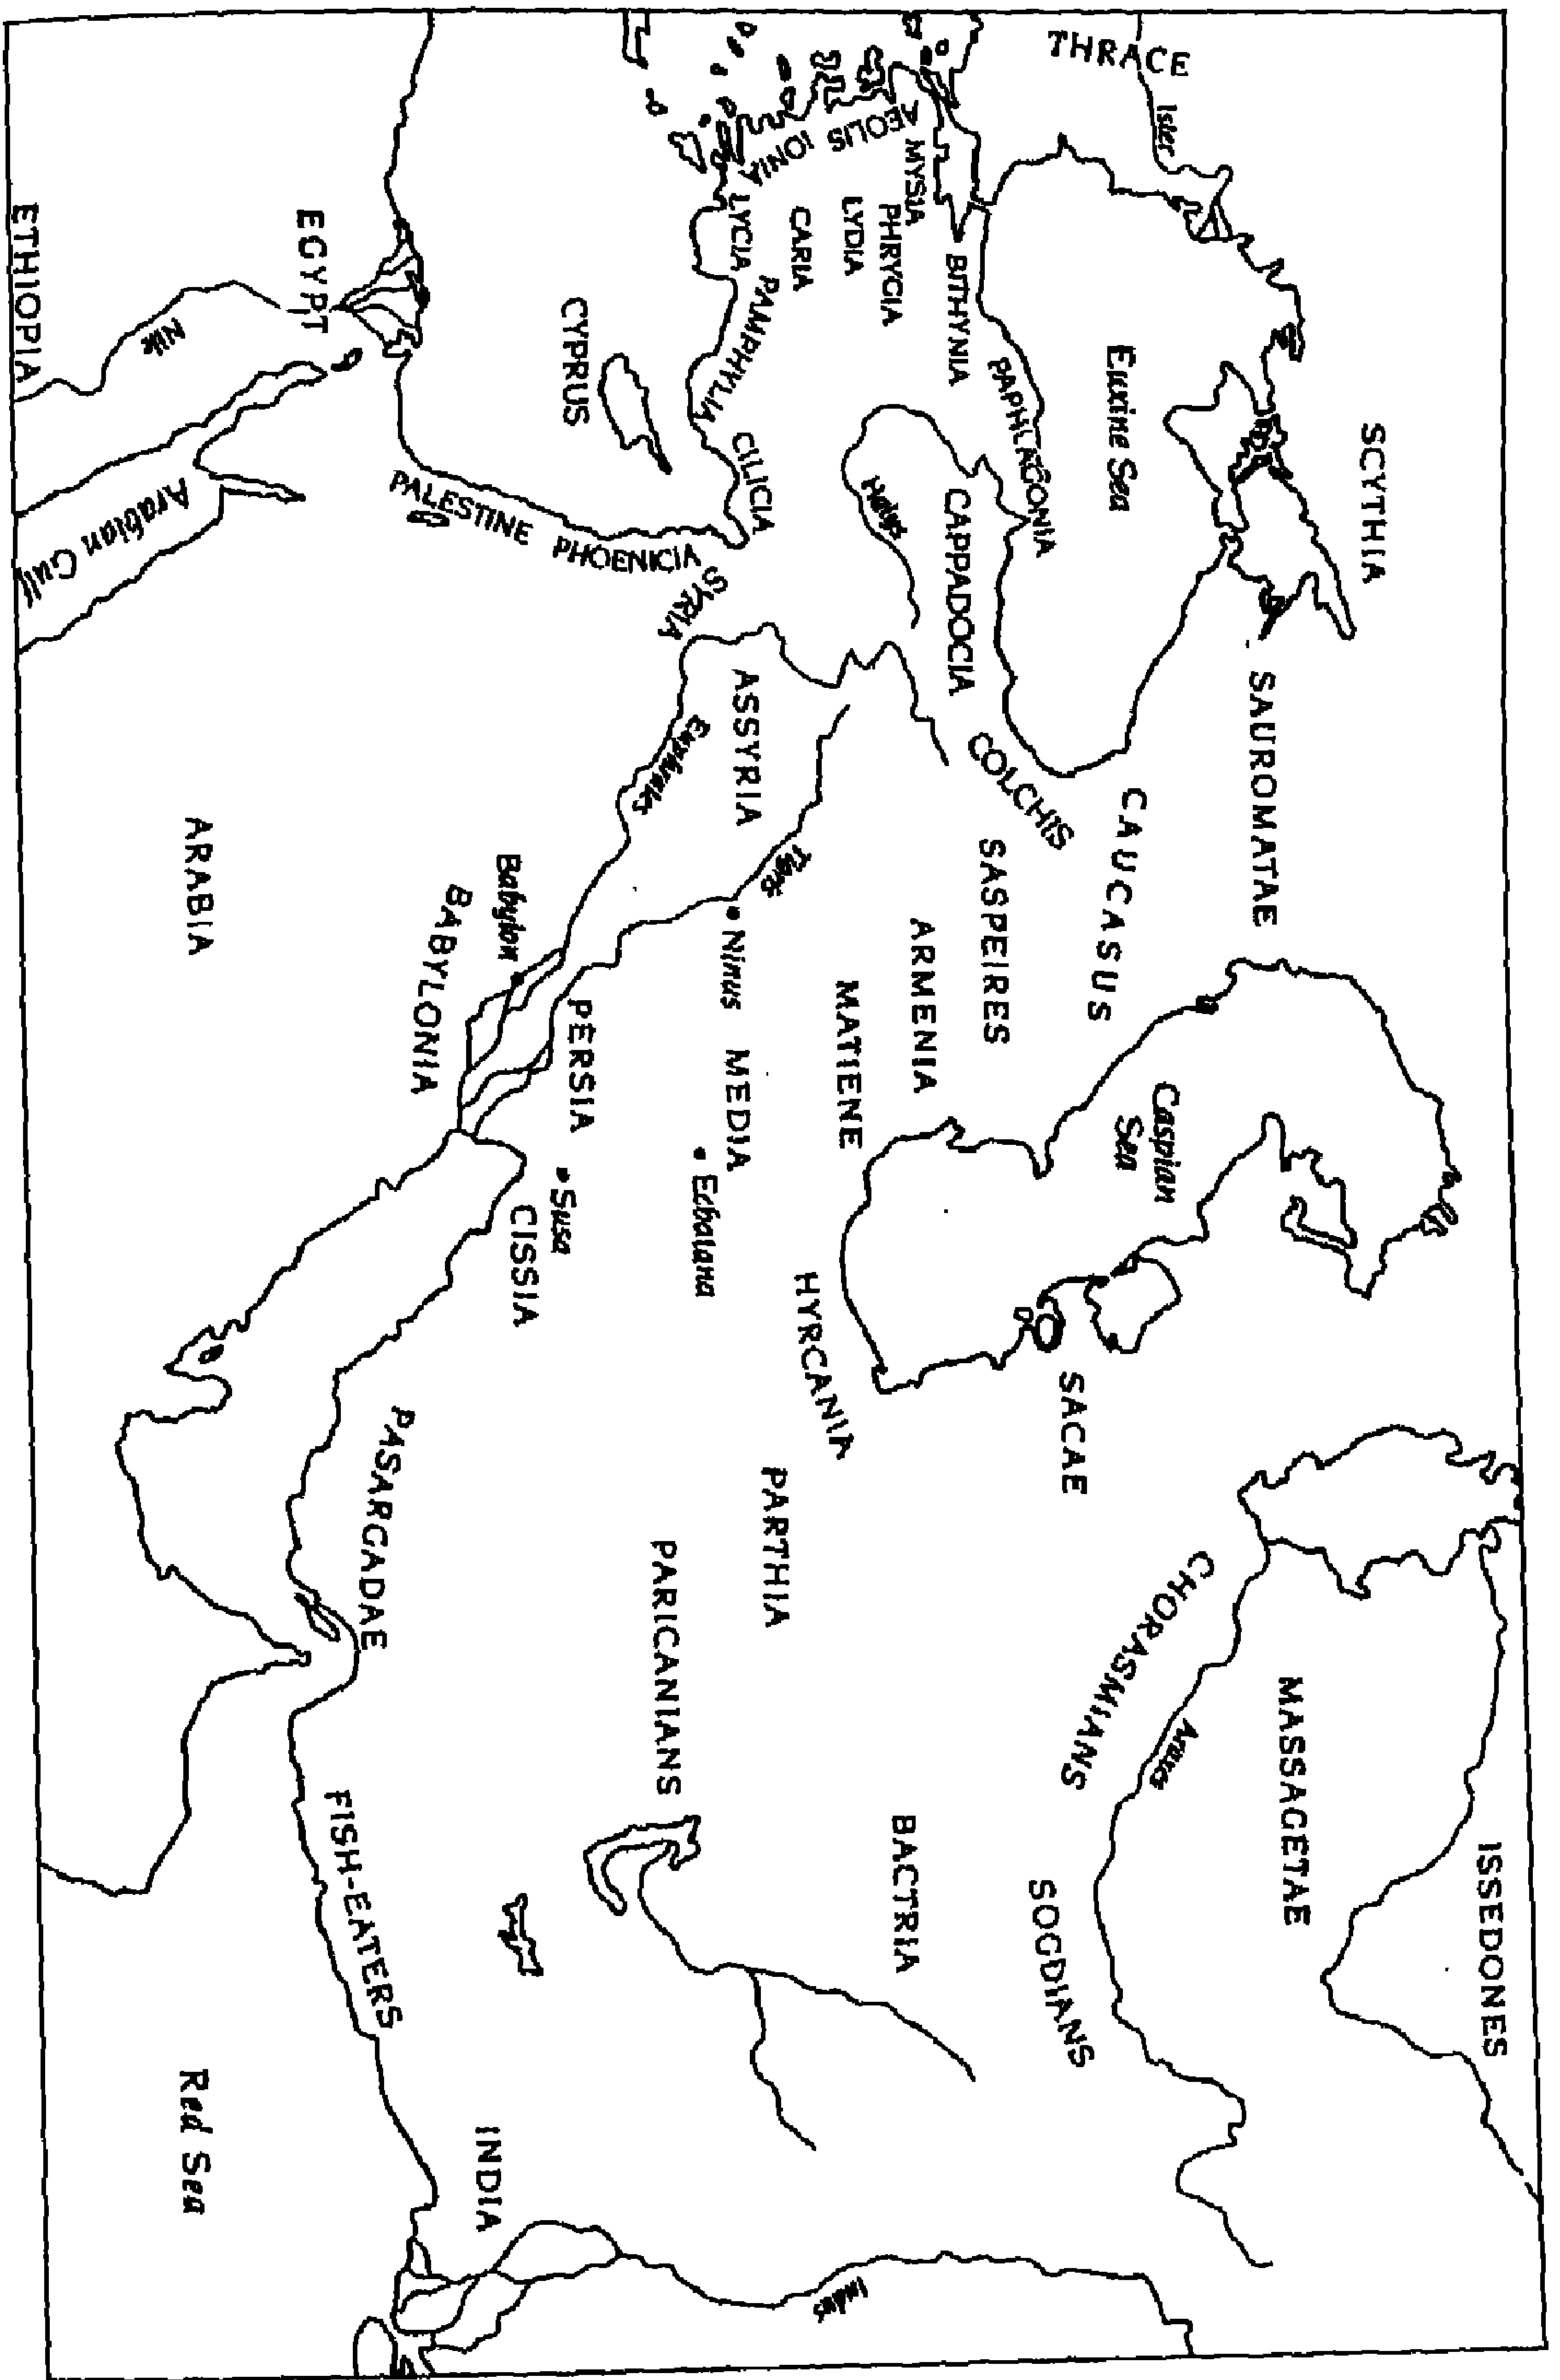 THRACE
Ister
SCYTHIA
SAUROMATAE
MASSAGETAE
ISSEDONES
Euxine Sea
CAUCASUS
Caspian
Sea
SACAE
CHORASMIANS
Araxes
SOGDIANS
AEOLIS
IONIA
MYSIA
PHRYGIA
LYDIA
CARIA
LYCIA
BITHYNIA
PAPHLAGONIA
PAMPHYLIA
CILICIA
Halys
CAPPADOCIA
COLCHIS
SASPEIRES
ARMENIA
MATIENE
HYRCANIA
PARTHIA
BACTRIA
CYPRUS
SYRIA
ASSYRIA
Euphrates
Tigris
Ninus
MEDIA
Ecbatana
PARICANIANS
Indus
PHOENICIA
PALESTINE
Babylon
BABYLONIA
PERSIA
Susa
CISSIA
PASARGADAE
FISH-EATERS
INDIA
EGYPT
Nile
ETHIOPIA
Arabian Gulf
ARABIA
Red Sea